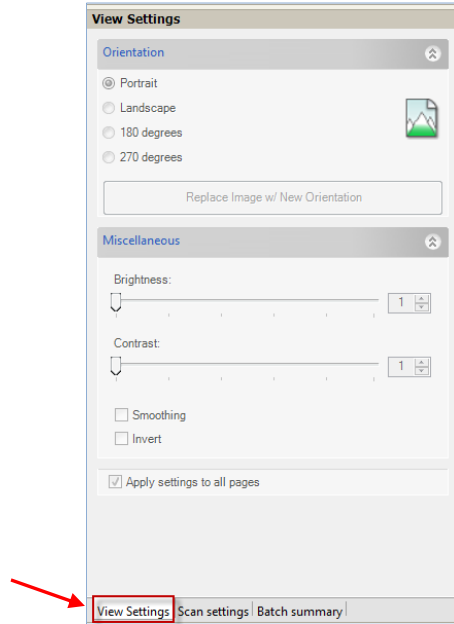 View Settings
Orientation
Portrait
Landscape
180 degrees
270 degrees
Replace Image w/ New Orientation
Miscellaneous
Brightness:
1
Contrast:
1
Smoothing
Invert
Apply settings to all pages
View Settings Scan settings Batch summary